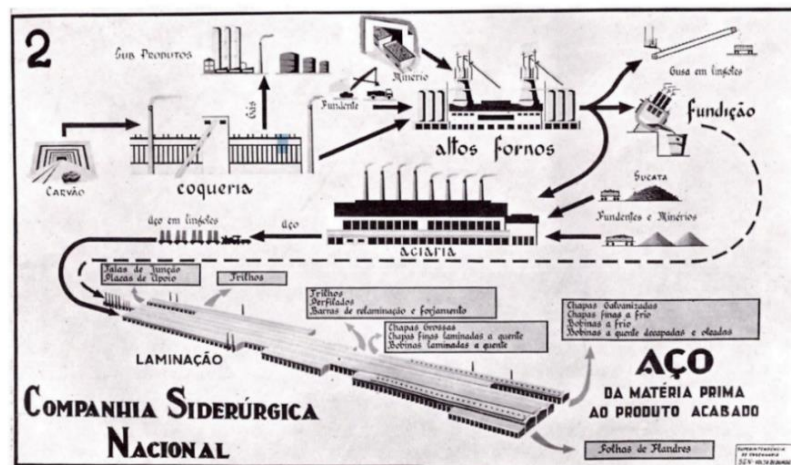 2
SUB PRODUTOS
Gás
CARVÃO
coqueria
Minério
Fundente
altos fornos
Gusa em lingotes
fundição
SUCATA
Fundentes e Minérios
Aço em lingotes
Aço
aciaria
Talas de Junção
Placas de Apoio
Trilhos
Trilhos
Perfilados
Barras de relaminação e forjamento
Chapas Grossas
Chapas finas laminadas a quente
Bobinas laminadas a quente
Chapas Galvanizadas
Chapas finas a frio
Bobinas a frio
Bobinas a quente decapadas e oleadas
LAMINAÇÃO
AÇO
DA MATÉRIA PRIMA
AO PRODUTO ACABADO
COMPANHIA SIDERÚRGICA
NACIONAL
Folhas de Flandres
SUPERINTENDÊNCIA
DE ENGENHARIA